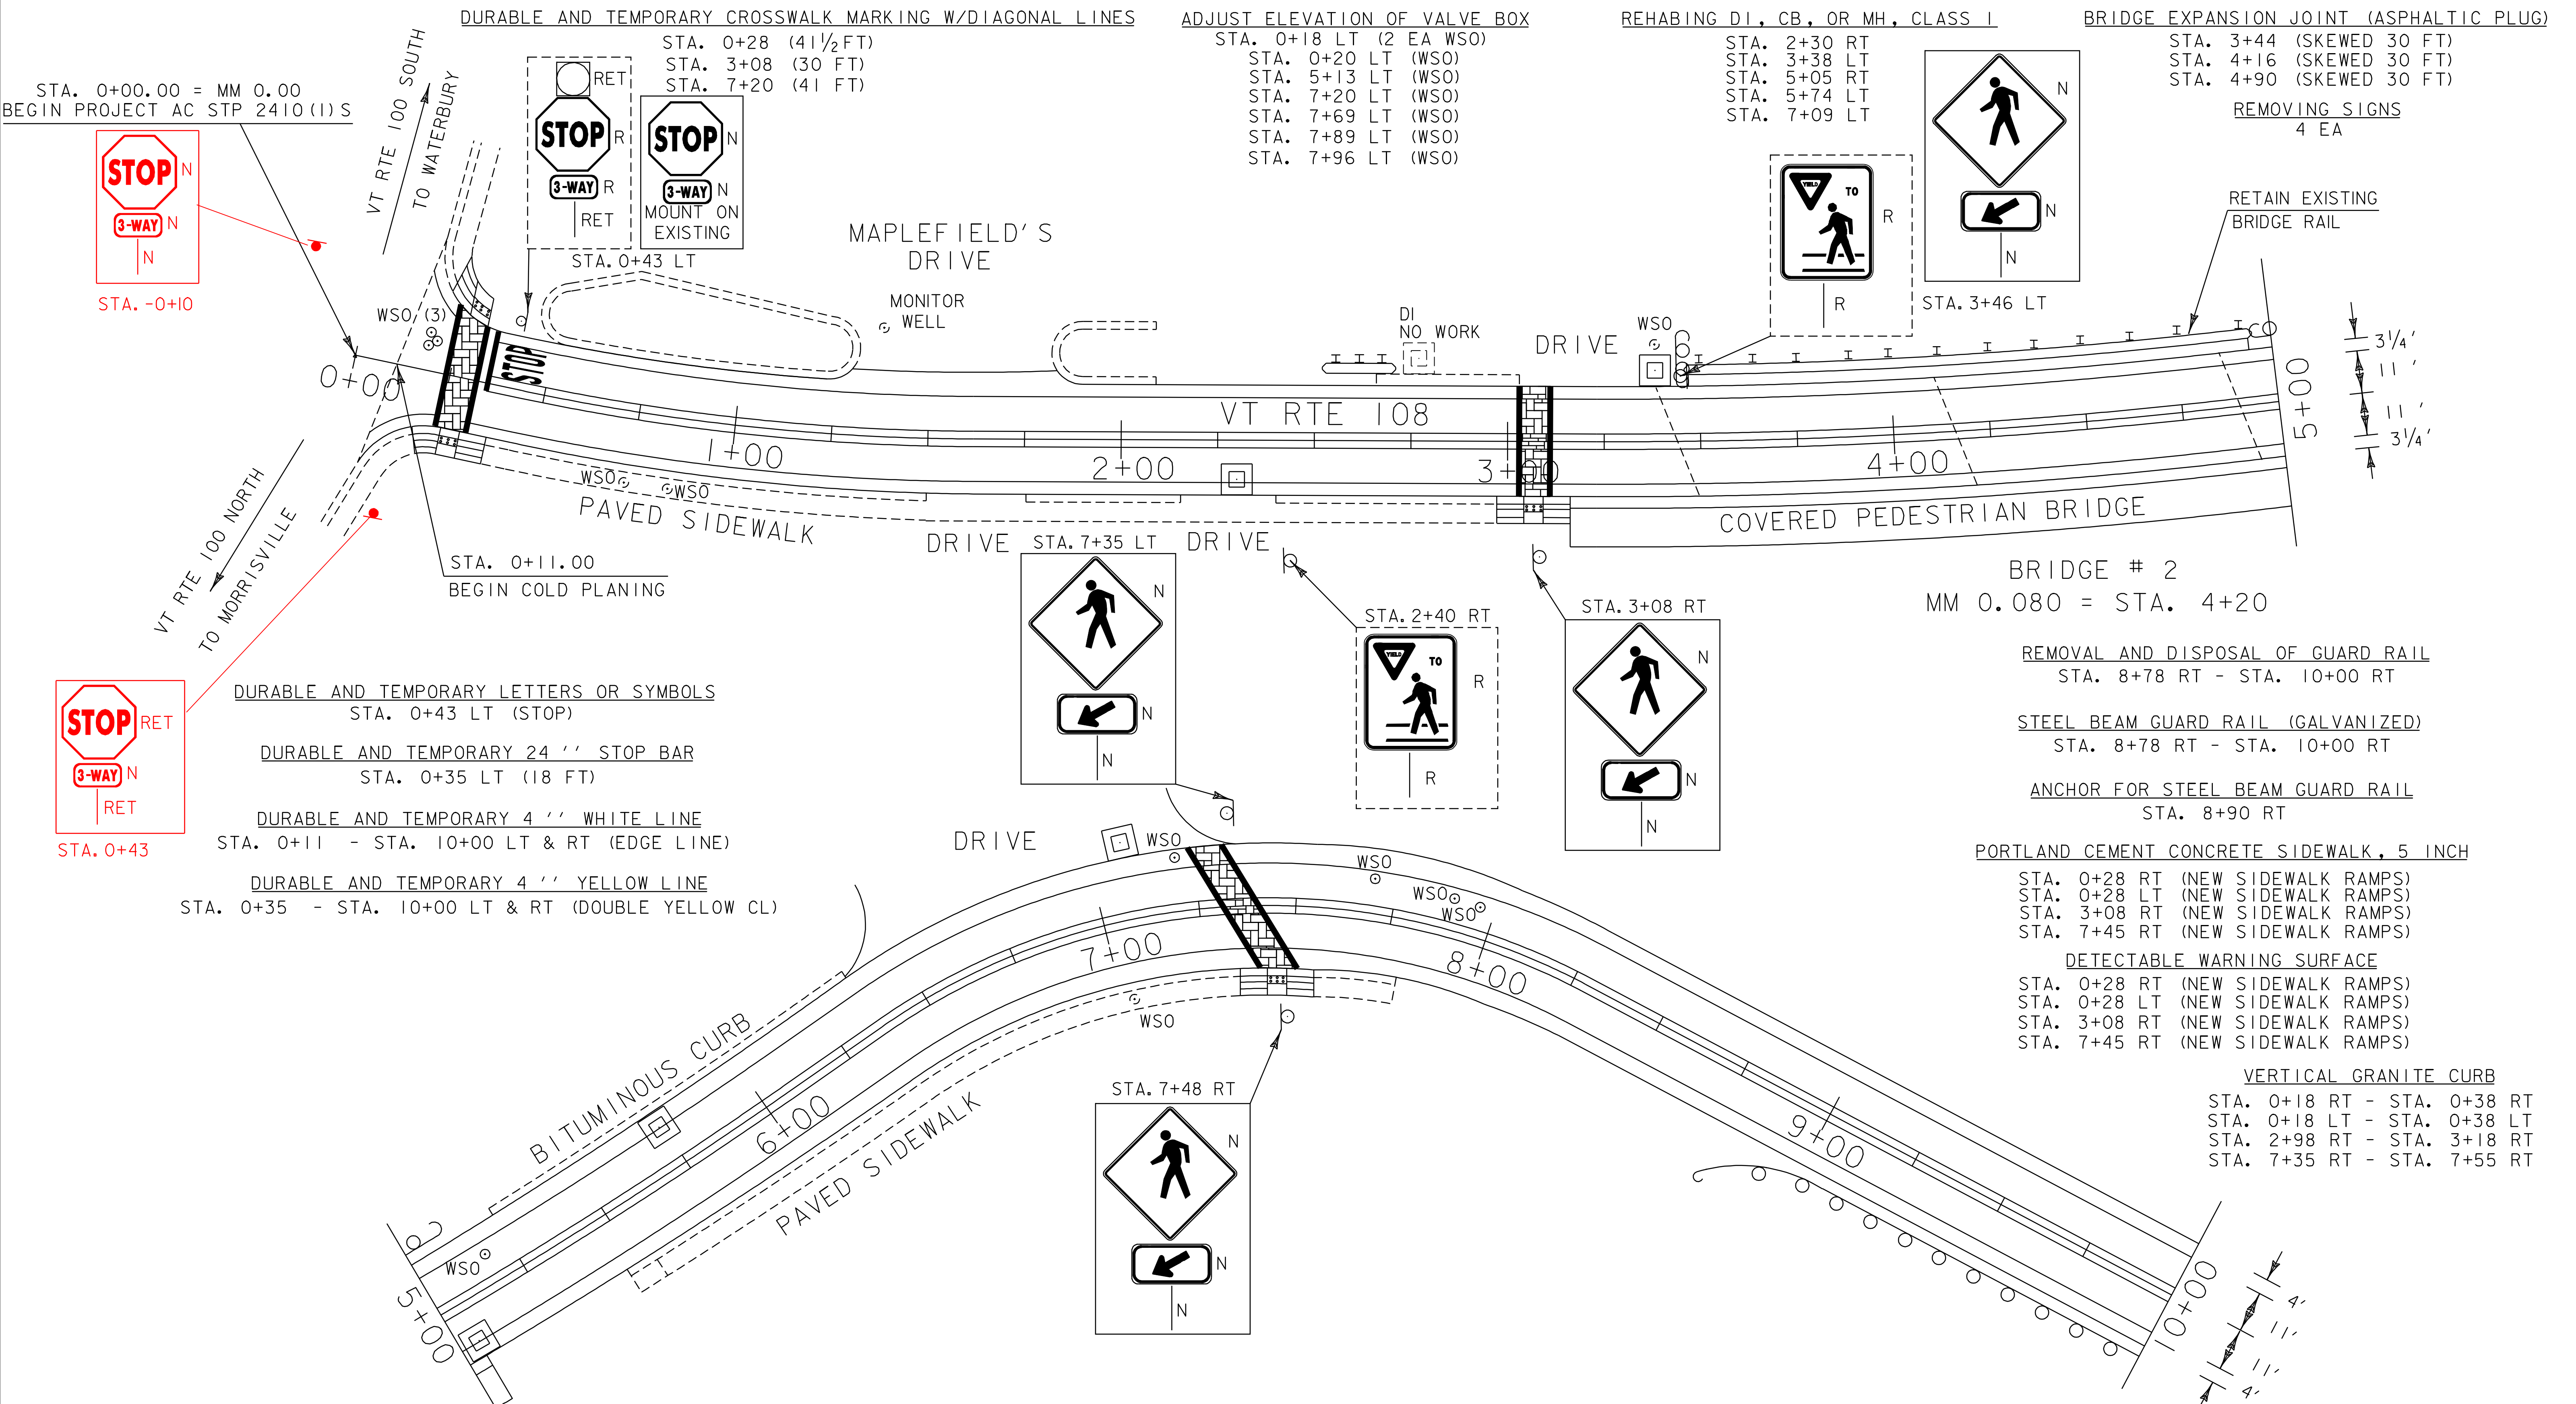 DURABLE AND TEMPORARY CROSSWALK MARKING W/DIAGONAL LINES
STA. 0+28 (41½FT)
STA. 3+08 (30 FT)
STA. 7+20 (41 FT)
ADJUST ELEVATION OF VALVE BOX
STA. 0+18 LT (2 EA WSO)
STA. 0+20 LT (WSO)
STA. 5+13 LT (WSO)
STA. 7+20 LT (WSO)
STA. 7+69 LT (WSO)
STA. 7+89 LT (WSO)
STA. 7+96 LT (WSO)
REHABING DI, CB, OR MH, CLASS I
STA. 2+30 RT
STA. 3+38 LT
STA. 5+05 RT
STA. 5+74 LT
STA. 7+09 LT
BRIDGE EXPANSION JOINT (ASPHALTIC PLUG)
STA. 3+44 (SKEWED 30 FT)
STA. 4+16 (SKEWED 30 FT)
STA. 4+90 (SKEWED 30 FT)
REMOVING SIGNS
4 EA
STA. 0+00.00 = MM 0.00
BEGIN PROJECT AC STP 2410(1)S
STOP N
3-WAY N
N
STA.-0+10
VT RTE 100 SOUTH
TO WATERBURY
RET
STOP R
3-WAY R
RET
STOP N
3-WAY N
MOUNT ON
EXISTING
STA.0+43 LT
MAPLEFIELD'S
DRIVE
MONITOR
WELL
DI
NO WORK
DRIVE
WSO
YIELD TO
R
R
N
N
N
STA.3+46 LT
RETAIN EXISTING
BRIDGE RAIL
WSO (3)
STOP
0+00
1+00
2+00
3+00
4+00
5+00
VT RTE 108
3¼'
11'
11'
3¼'
WSO
WSO
PAVED SIDEWALK
DRIVE
DRIVE
COVERED PEDESTRIAN BRIDGE
VT RTE 100 NORTH
TO MORRISVILLE
STA. 0+11.00
BEGIN COLD PLANING
BRIDGE # 2
MM 0.080 = STA. 4+20
STA.7+35 LT
N
N
N
STA.2+40 RT
YIELD TO
R
R
STA.3+08 RT
N
N
N
STOP RET
3-WAY N
RET
STA.0+43
DURABLE AND TEMPORARY LETTERS OR SYMBOLS
STA. 0+43 LT (STOP)
DURABLE AND TEMPORARY 24 '' STOP BAR
STA. 0+35 LT (18 FT)
DURABLE AND TEMPORARY 4 '' WHITE LINE
STA. 0+11 - STA. 10+00 LT & RT (EDGE LINE)
DURABLE AND TEMPORARY 4 '' YELLOW LINE
STA. 0+35 - STA. 10+00 LT & RT (DOUBLE YELLOW CL)
REMOVAL AND DISPOSAL OF GUARD RAIL
STA. 8+78 RT - STA. 10+00 RT
STEEL BEAM GUARD RAIL (GALVANIZED)
STA. 8+78 RT - STA. 10+00 RT
ANCHOR FOR STEEL BEAM GUARD RAIL
STA. 8+90 RT
PORTLAND CEMENT CONCRETE SIDEWALK, 5 INCH
STA. 0+28 RT (NEW SIDEWALK RAMPS)
STA. 0+28 LT (NEW SIDEWALK RAMPS)
STA. 3+08 RT (NEW SIDEWALK RAMPS)
STA. 7+45 RT (NEW SIDEWALK RAMPS)
DETECTABLE WARNING SURFACE
STA. 0+28 RT (NEW SIDEWALK RAMPS)
STA. 0+28 LT (NEW SIDEWALK RAMPS)
STA. 3+08 RT (NEW SIDEWALK RAMPS)
STA. 7+45 RT (NEW SIDEWALK RAMPS)
VERTICAL GRANITE CURB
STA. 0+18 RT - STA. 0+38 RT
STA. 0+18 LT - STA. 0+38 LT
STA. 2+98 RT - STA. 3+18 RT
STA. 7+35 RT - STA. 7+55 RT
DRIVE
WSO
WSO
WSO
WSO
7+00
8+00
WSO
BITUMINOUS CURB
6+00
PAVED SIDEWALK
9+00
WSO
5+00
10+00
STA.7+48 RT
N
N
N
4'
11'
11'
4'